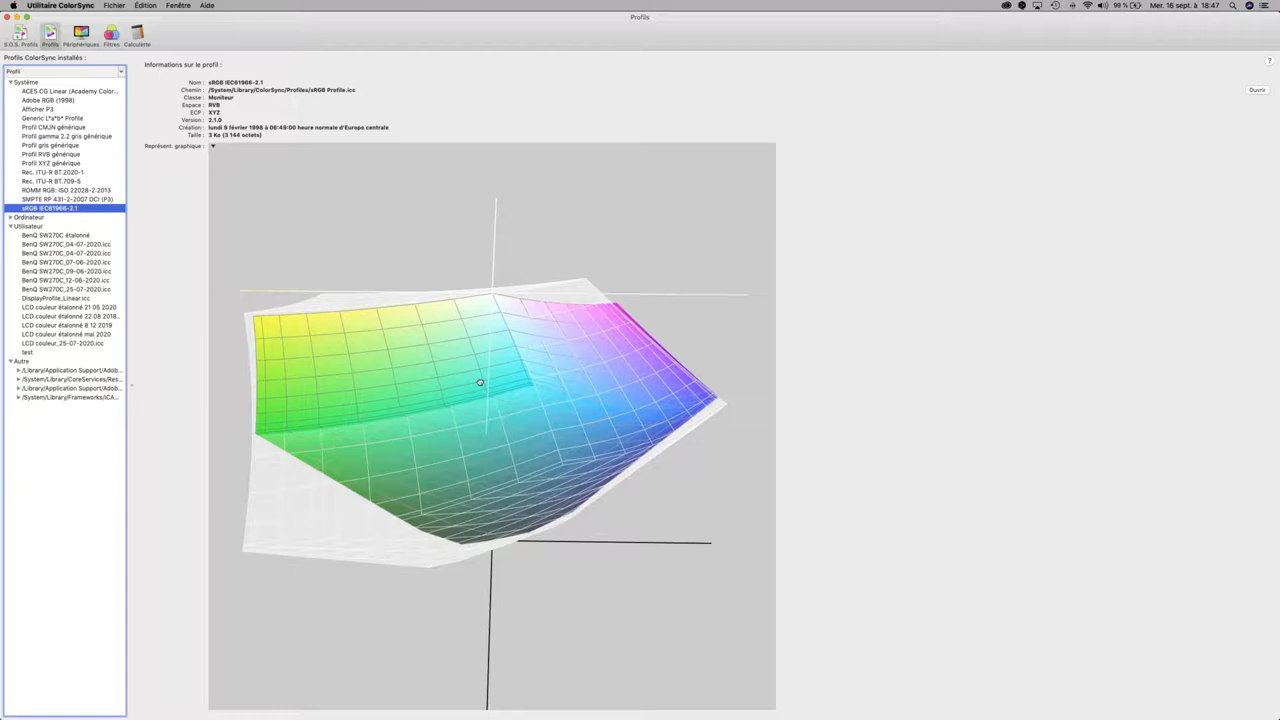 Utilitaire ColorSync Fichier Édition Fenêtre Aide 99 % Mer. 16 sept. à 18:47
Profils
S.O.S. Profils Profils Périphériques Filtres Calculette
Profils ColorSync installés :
Profil
Système
ACES CG Linear (Academy Color...
Adobe RGB (1998)
Afficher P3
Generic L*a*b* Profile
Profil CMJN générique
Profil gamma 2.2 gris générique
Profil gris générique
Profil RVB générique
Profil XYZ générique
Rec. ITU-R BT.2020-1
Rec. ITU-R BT.709-5
ROMM RGB: ISO 22028-2:2013
SMPTE RP 431-2-2007 DCI (P3)
sRGB IEC61966-2.1
Ordinateur
Utilisateur
BenQ SW270C étalonné
BenQ SW270C_04-07-2020.icc
BenQ SW270C_04-07-2020.icc
BenQ SW270C_07-06-2020.icc
BenQ SW270C_09-06-2020.icc
BenQ SW270C_12-06-2020.icc
BenQ SW270C_25-07-2020.icc
DisplayProfile_Linear.icc
LCD couleur étalonné 21 05 2020
LCD couleur étalonné 22 08 2018...
LCD couleur étalonné 8 12 2019
LCD couleur étalonné mai 2020
LCD couleur_25-07-2020.icc
test
Autre
/Library/Application Support/Adob...
/System/Library/CoreServices/Res...
/Library/Application Support/Adob...
/System/Library/Frameworks/ICA...
Informations sur le profil :
?
Nom : sRGB IEC61966-2.1
Chemin : /System/Library/ColorSync/Profiles/sRGB Profile.icc
Ouvrir
Classe : Moniteur
Espace : RVB
ECP : XYZ
Version : 2.1.0
Création : lundi 9 février 1998 à 06:49:00 heure normale d'Europe centrale
Taille : 3 Ko (3 144 octets)
Représent. graphique :